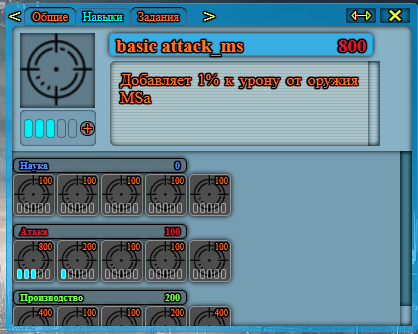 < Общие Навыки Задания >
basic attack_ms 800
Добавляет 1% к урону от оружия
MSa
Наука 0
100 100 100 100 100
Атака 100
800 200 100 100 100
Производство 200
400 100 100 200 400